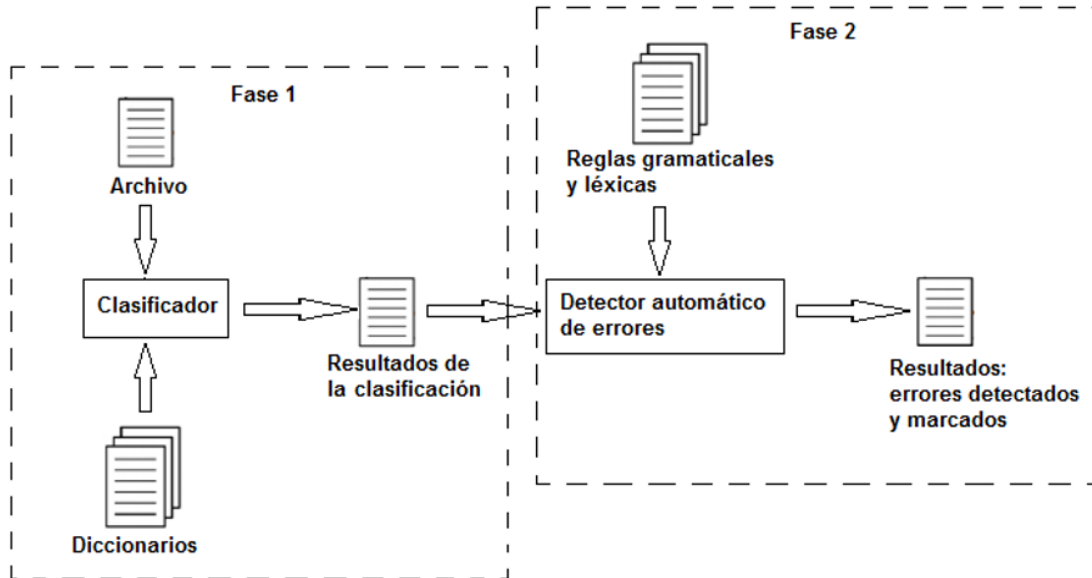 Fase 1
Archivo
Clasificador
Resultados de
la clasificación
Diccionarios
Fase 2
Reglas gramaticales
y léxicas
Detector automático
de errores
Resultados:
errores detectados
y marcados